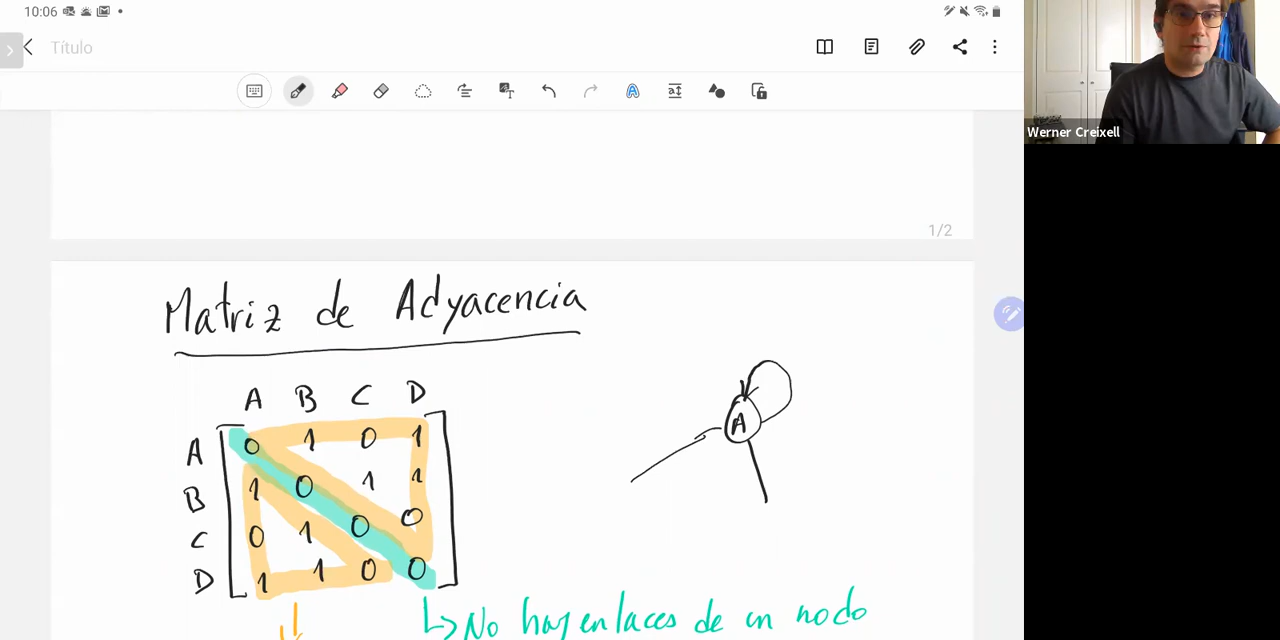 10:06
Título
Werner Creixell
1/2
Matriz de Adyacencia
A B C D
A 0 1 0 1
B 1 0 1 1
C 0 1 0 0
D 1 1 0 0
A
No hay enlaces de un nodo